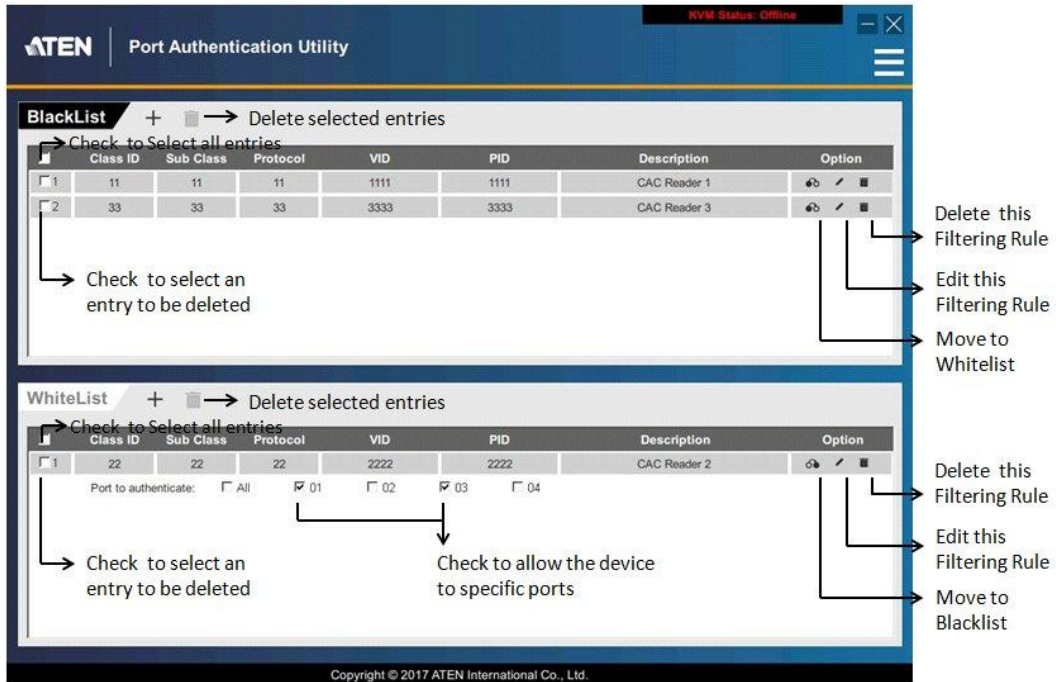 KVM Status: Offline
ATEN Port Authentication Utility
BlackList + Delete selected entries
Check to Select all entries
Class ID Sub Class Protocol VID PID Description Option
1 11 11 11 1111 1111 CAC Reader 1
2 33 33 33 3333 3333 CAC Reader 3
Delete this
Filtering Rule
Check to select an
entry to be deleted
Edit this
Filtering Rule
Move to
Whitelist
WhiteList + Delete selected entries
Check to Select all entries
Class ID Sub Class Protocol VID PID Description Option
1 22 22 22 2222 2222 CAC Reader 2
Port to authenticate: All 01 02 03 04
Delete this
Filtering Rule
Check to select an
entry to be deleted
Check to allow the device
to specific ports
Edit this
Filtering Rule
Move to
Blacklist
Copyright © 2017 ATEN International Co., Ltd.